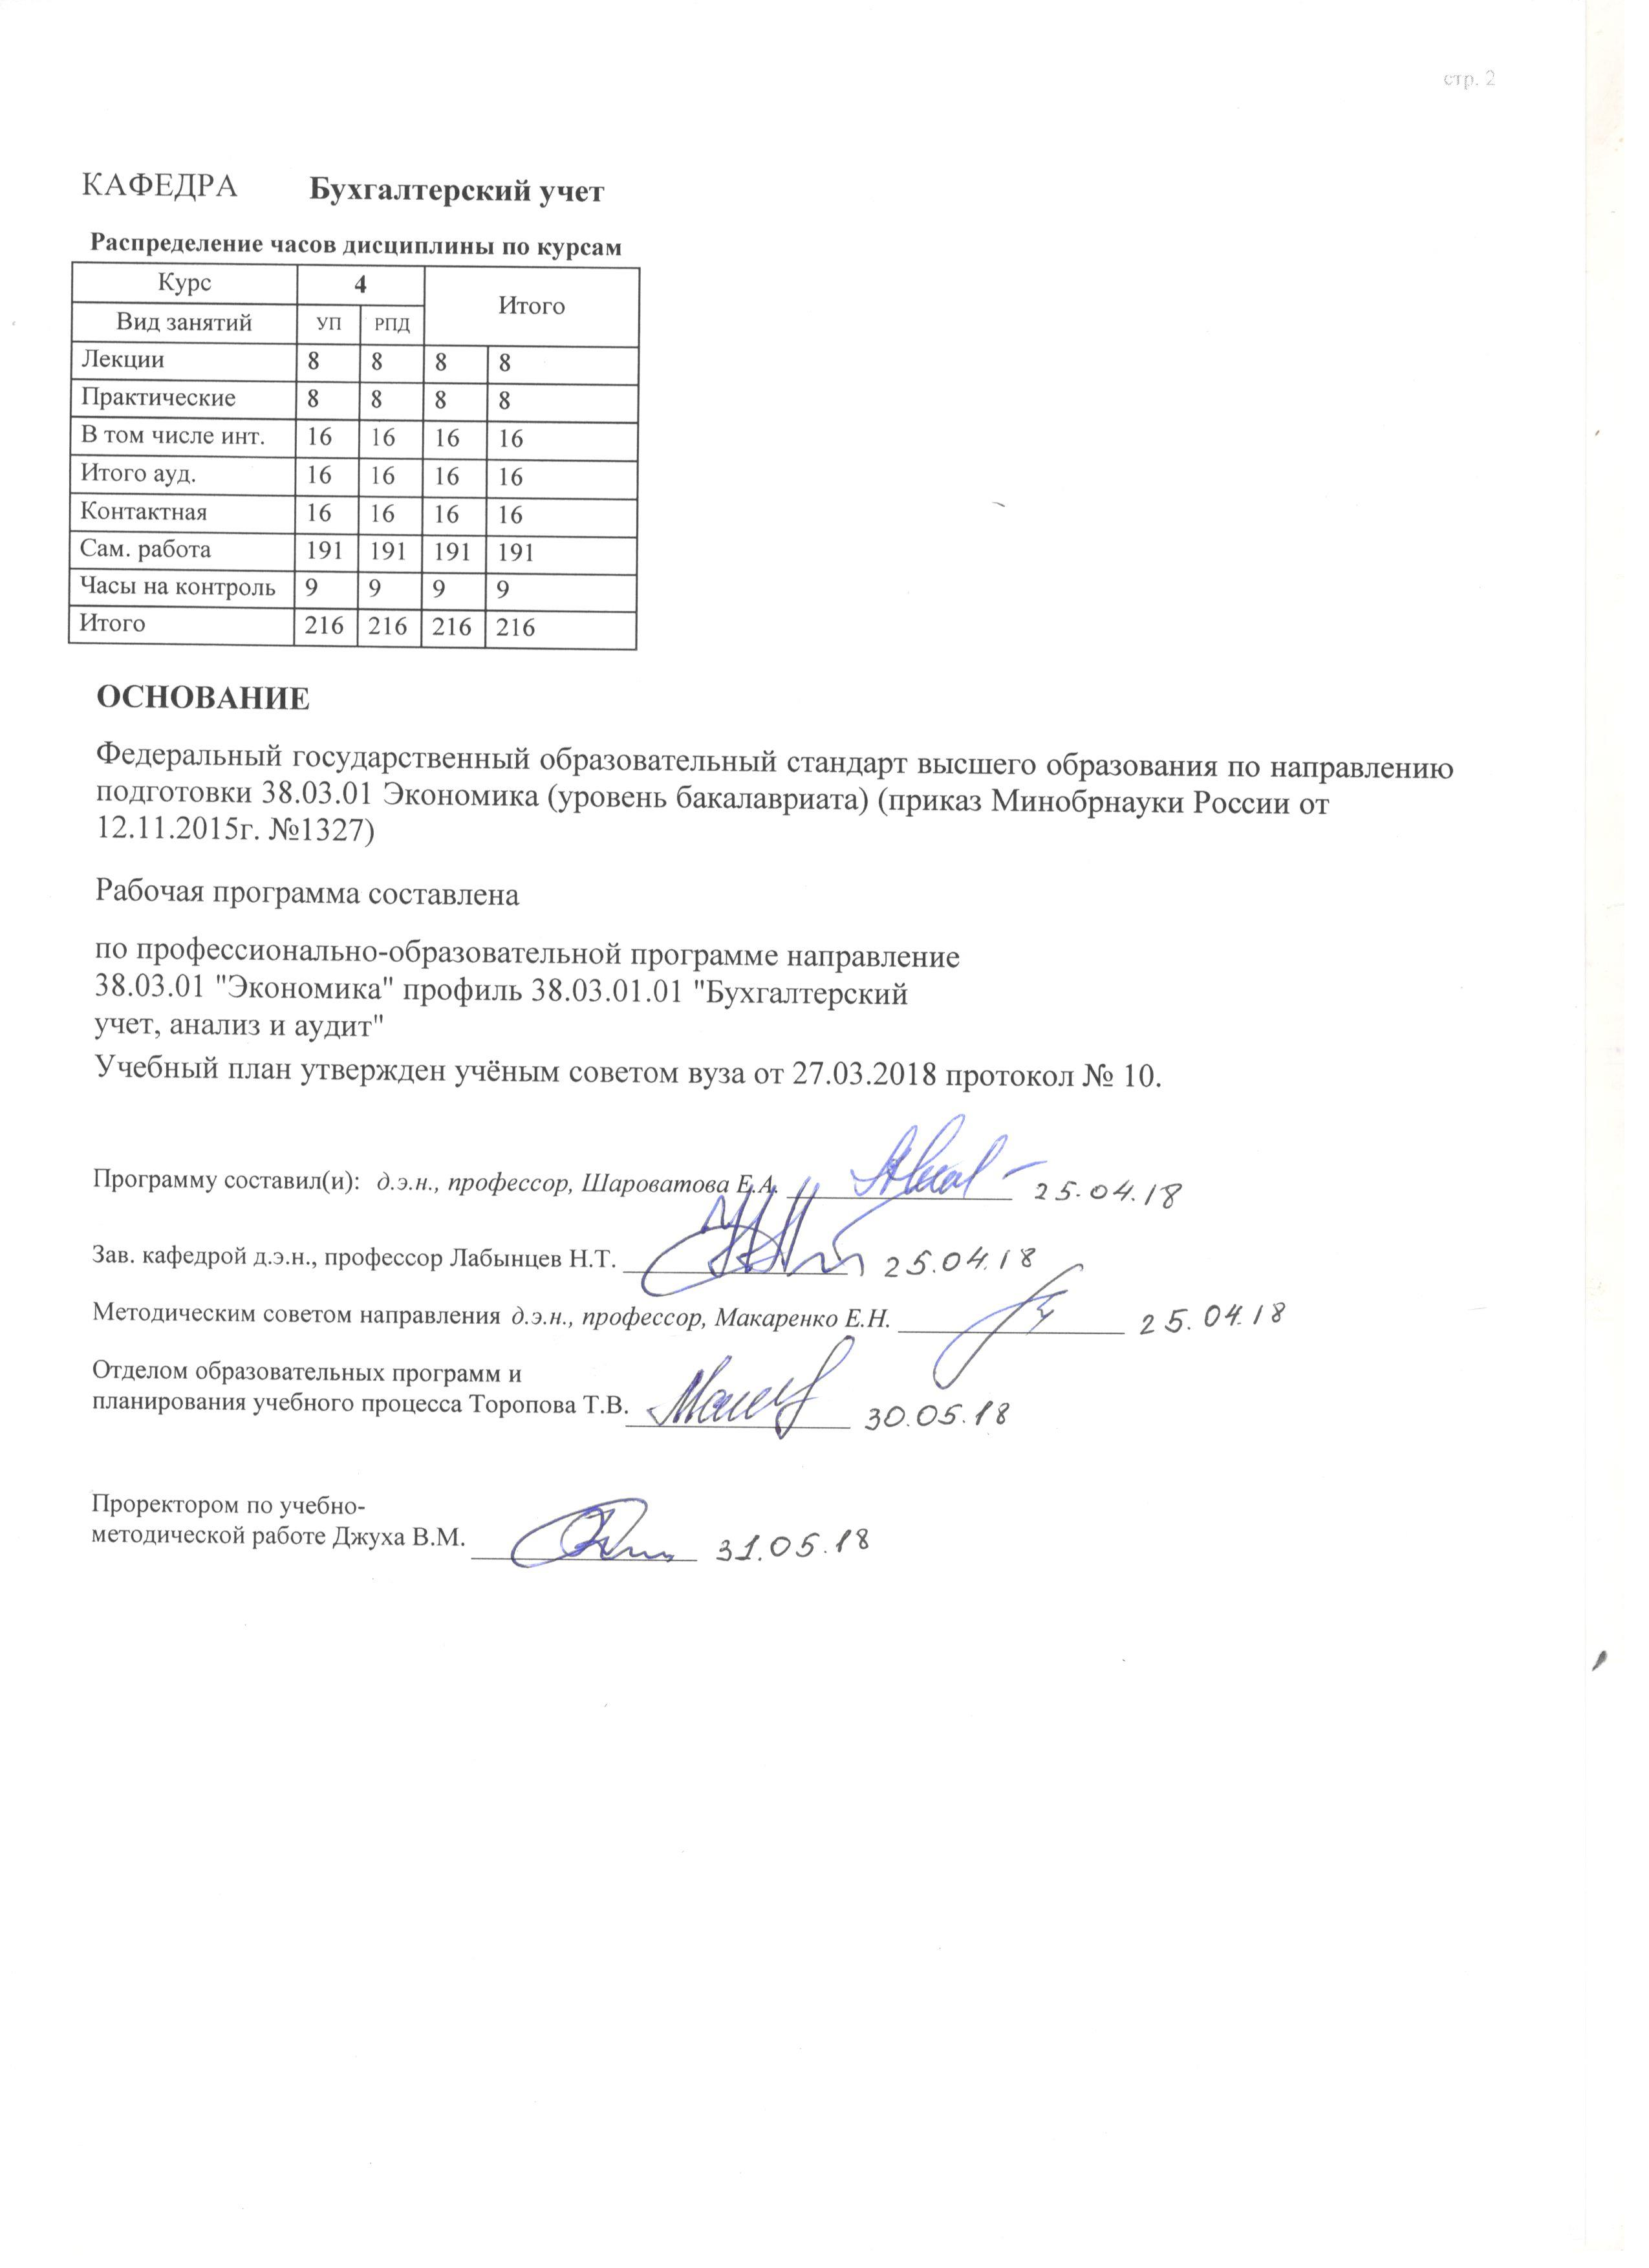 стр. 2
КАФЕДРА Бухгалтерский учет
Распределение часов дисциплины по курсам
Курс 4 Итого
Вид занятий УП РПД
Лекции 8 8 8 8
Практические 8 8 8 8
В том числе инт. 16 16 16 16
Итого ауд. 16 16 16 16
Контактная 16 16 16 16
Сам. работа 191 191 191 191
Часы на контроль 9 9 9 9
Итого 216 216 216 216
ОСНОВАНИЕ
Федеральный государственный образовательный стандарт высшего образования по направлению
подготовки 38.03.01 Экономика (уровень бакалавриата) (приказ Минобрнауки России от
12.11.2015г. №1327)
Рабочая программа составлена
по профессионально-образовательной программе направление
38.03.01 "Экономика" профиль 38.03.01.01 "Бухгалтерский
учет, анализ и аудит"
Учебный план утвержден учёным советом вуза от 27.03.2018 протокол № 10.
Программу составил(и): д.э.н., профессор, Шароватова Е.А. 25.04.18
Зав. кафедрой д.э.н., профессор Лабынцев Н.Т. 25.04.18
Методическим советом направления д.э.н., профессор, Макаренко Е.Н. 25.04.18
Отделом образовательных программ и
планирования учебного процесса Торопова Т.В. 30.05.18
Проректором по учебно-
методической работе Джуха В.М. 31.05.18